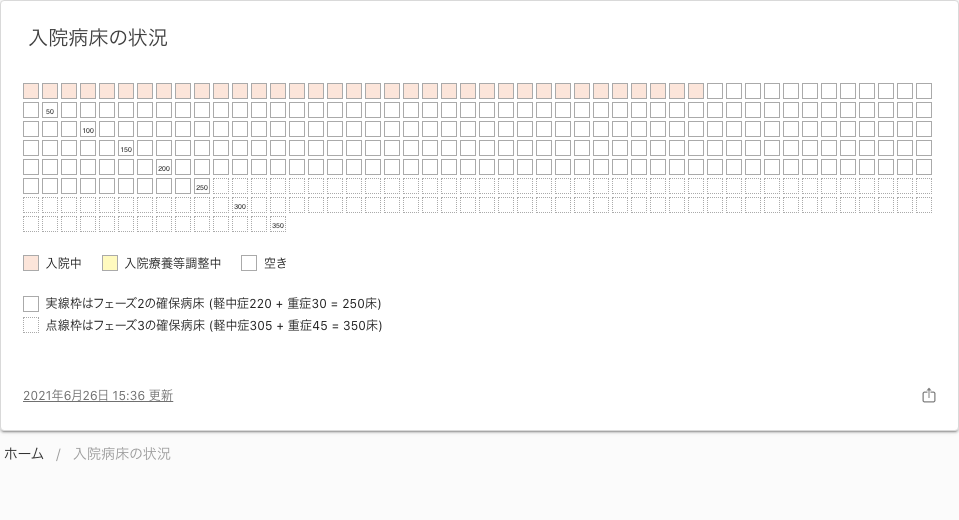 入院病床の状況
50
100
150
200
250
300
350
入院中 入院療養等調整中 空き
実線枠はフェーズ2の確保病床 (軽中症220 + 重症30 = 250床)
点線枠はフェーズ3の確保病床 (軽中症305 + 重症45 = 350床)
2021年6月26日 15:36 更新
ホーム / 入院病床の状況